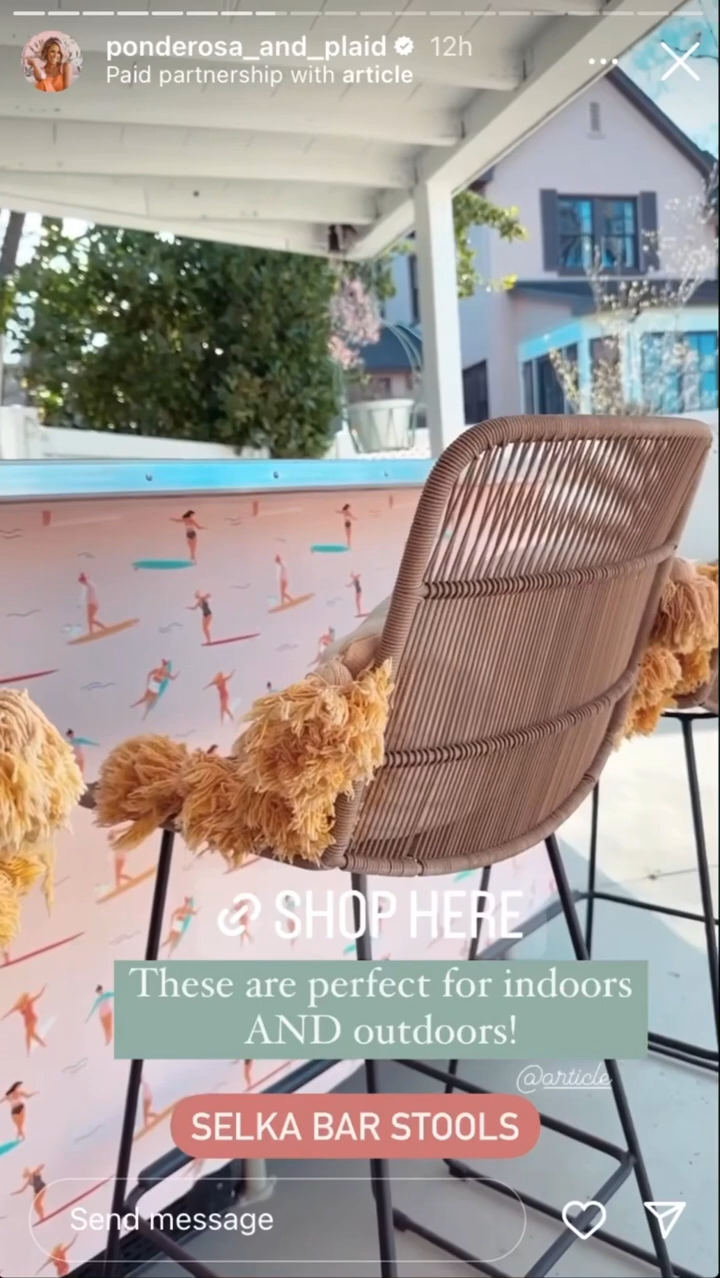 ponderosa_and_plaid 12h
Paid partnership with article
SHOP HERE
These are perfect for indoors
AND outdoors!
@article
SELKA BAR STOOLS
Send message